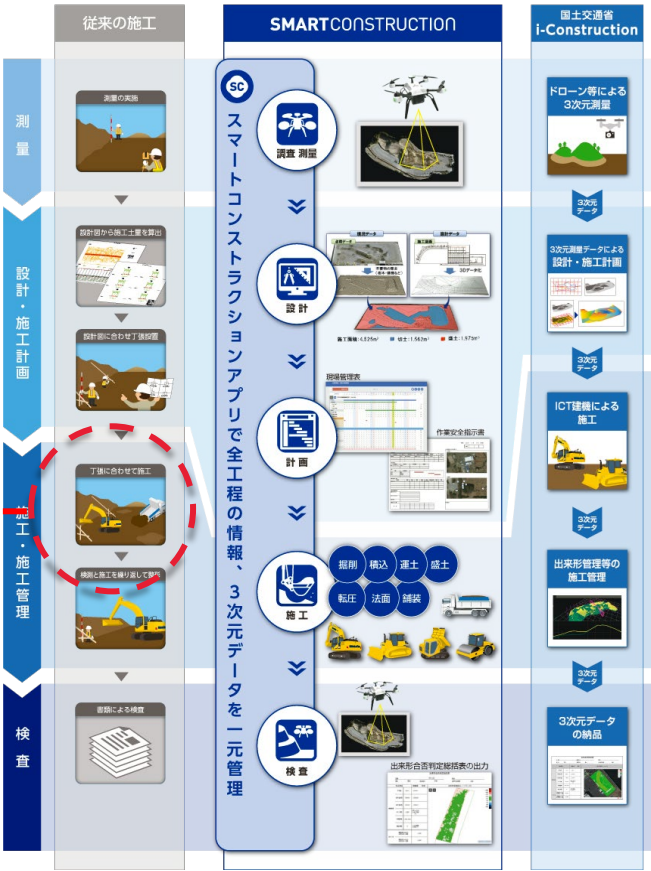 従来の施工
SMARTCONSTRUCTION
国土交通省
i-Construction
測量
設計・施工計画
施工・施工管理
検査
測量の実施
設計図から施工土量を算出
設計図に合わせ丁張設置
丁張に合わせて施工
検測と施工を繰り返して整形
書類による検査
SC
スマートコンストラクションアプリで全工程の情報、3次元データを一元管理
調査 測量
設計
施工面積：4,525m² 切土：1,562m³ 盛土：1,973m³
計画
現場管理表
作業安全指示書
施工
掘削 積込 運土 盛土
転圧 法面 舗装
検査
出来形合否判定総括表の出力
ドローン等による
3次元測量
3次元
データ
3次元測量データによる
設計・施工計画
3次元
データ
ICT建機による
施工
3次元
データ
出来形管理等の
施工管理
3次元
データ
3次元データ
の納品